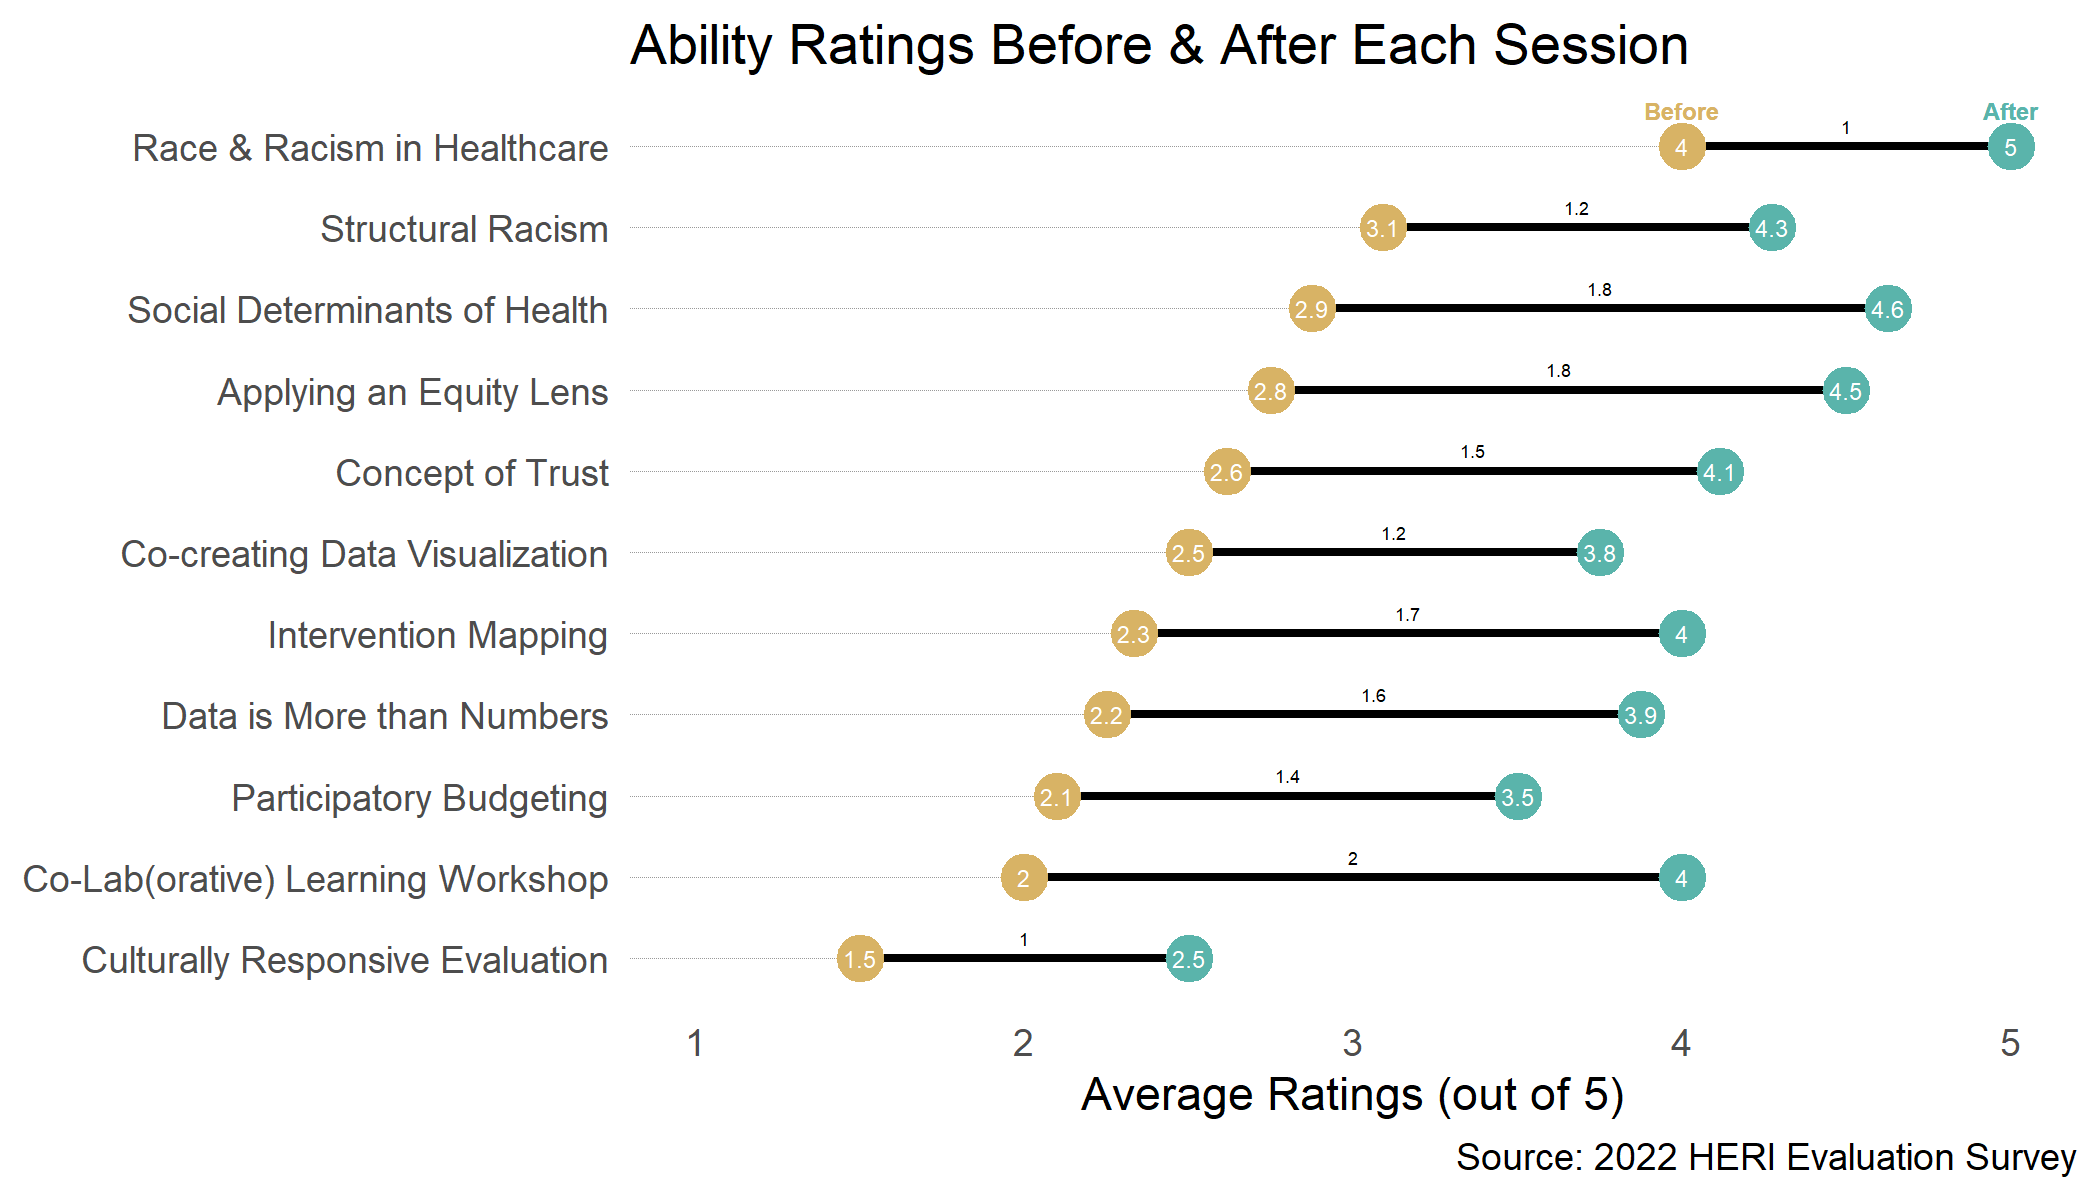 Ability Ratings Before & After Each Session
Before After
Race & Racism in Healthcare 4 1 5
Structural Racism 3.1 1.2 4.3
Social Determinants of Health 2.9 1.8 4.6
Applying an Equity Lens 2.8 1.8 4.5
Concept of Trust 2.6 1.5 4.1
Co-creating Data Visualization 2.5 1.2 3.8
Intervention Mapping 2.3 1.7 4
Data is More than Numbers 2.2 1.6 3.9
Participatory Budgeting 2.1 1.4 3.5
Co-Lab(orative) Learning Workshop 2 2 4
Culturally Responsive Evaluation 1.5 1 2.5
1 2 3 4 5
Average Ratings (out of 5)
Source: 2022 HERI Evaluation Survey